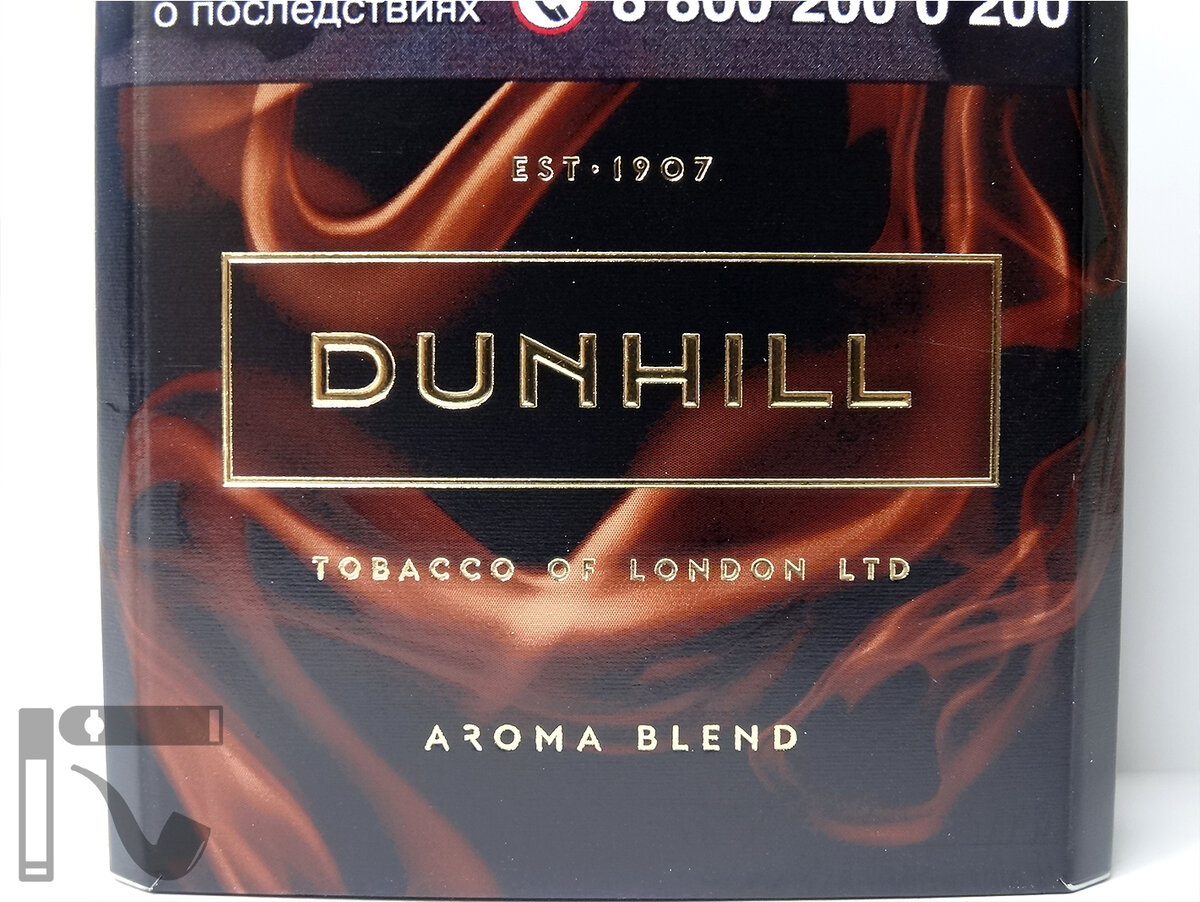 о последствиях 8 800 200 0 200
EST·1907
DUNHILL
TOBACCO OF LONDON LTD
AROMA BLEND